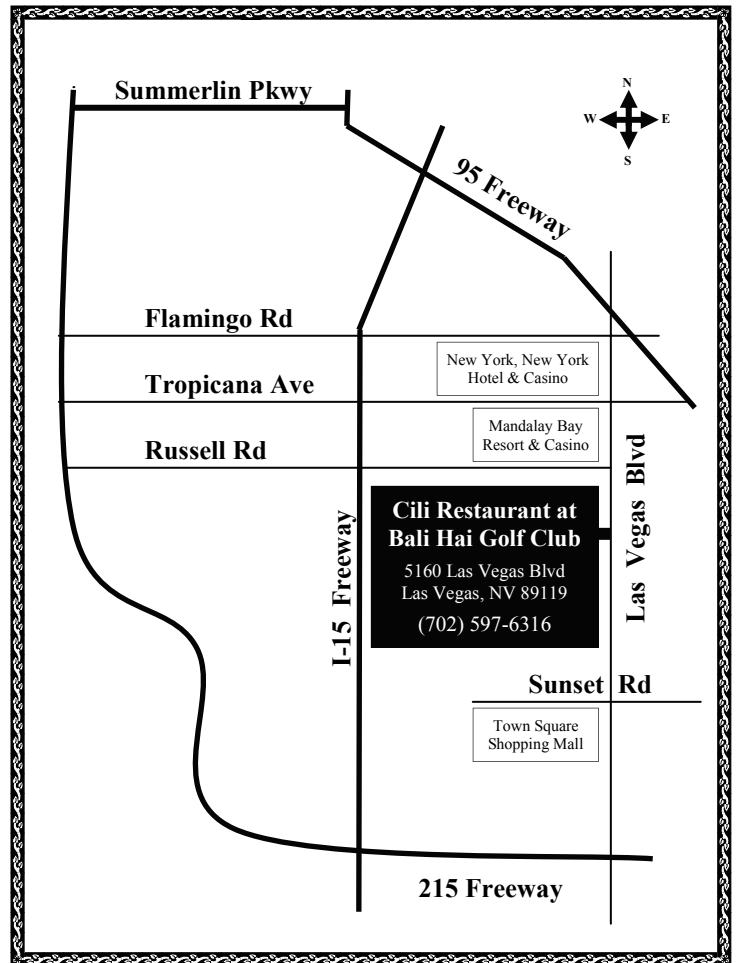 Summerlin Pkwy
N
W E
S
95 Freeway
Flamingo Rd
New York, New York
Hotel & Casino
Tropicana Ave
Mandalay Bay
Resort & Casino
Russell Rd
Las Vegas Blvd
Cili Restaurant at
Bali Hai Golf Club
5160 Las Vegas Blvd
Las Vegas, NV 89119
(702) 597-6316
I-15 Freeway
Sunset Rd
Town Square
Shopping Mall
215 Freeway